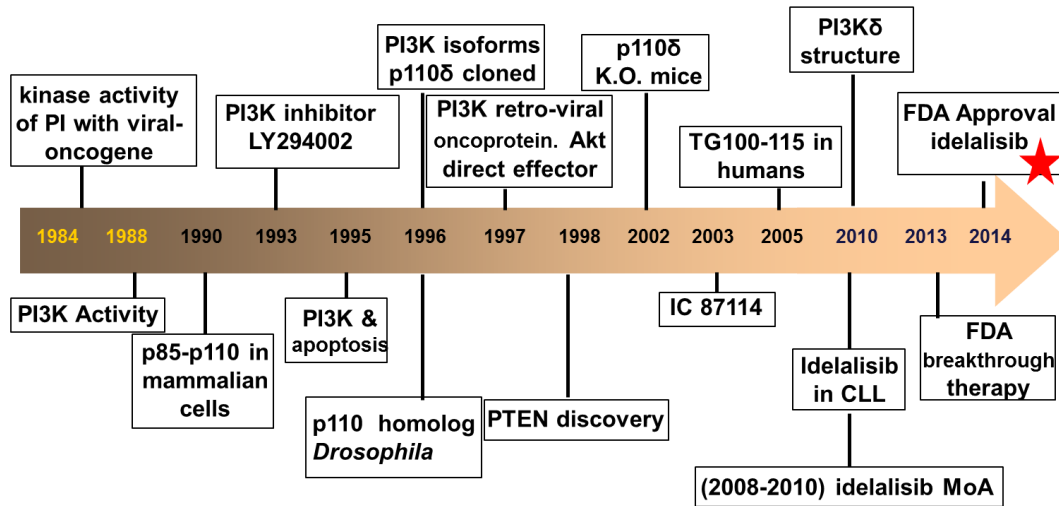 kinase activity
of PI with viral-
oncogene
PI3K inhibitor
LY294002
PI3K isoforms
p110δ cloned
PI3K retro-viral
oncoprotein. Akt
direct effector
p110δ
K.O. mice
TG100-115 in
humans
PI3Kδ
structure
FDA Approval
idelalisib
1984 1988 1990 1993 1995 1996 1997 1998 2002 2003 2005 2010 2013 2014
PI3K Activity
p85-p110 in
mammalian
cells
PI3K &
apoptosis
p110 homolog
Drosophila
PTEN discovery
IC 87114
Idelalisib
in CLL
(2008-2010) idelalisib MoA
FDA
breakthrough
therapy